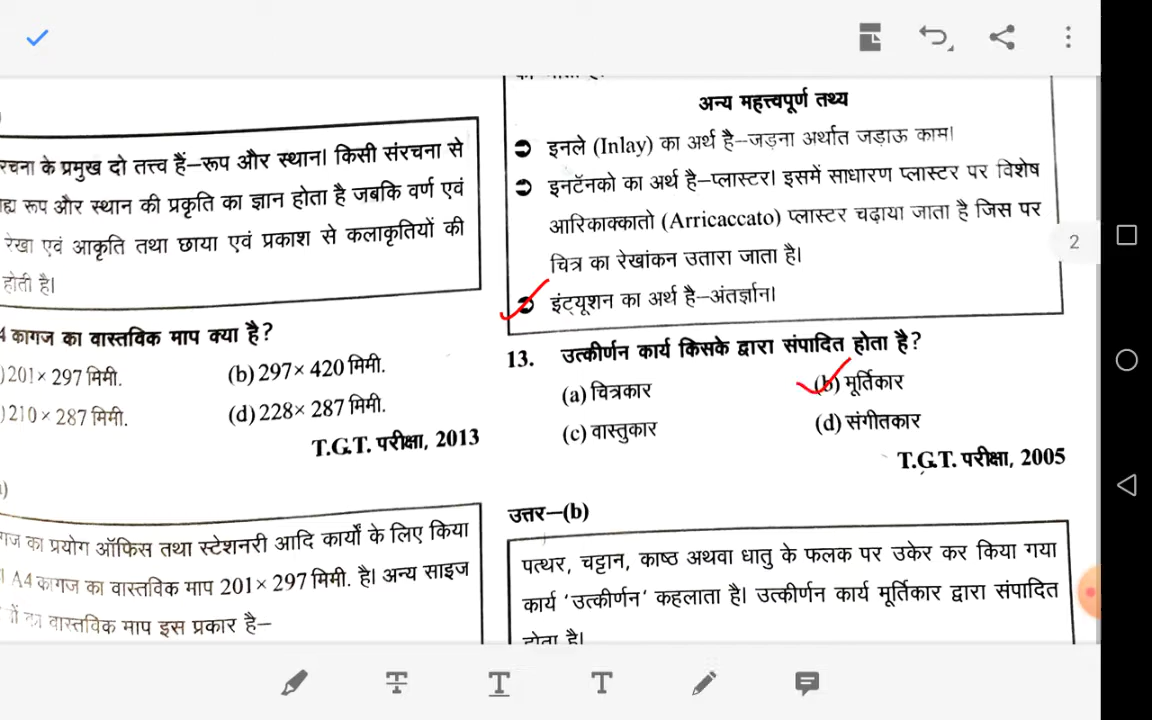 रचना के प्रमुख दो तत्त्व हैं–रूप और स्थान। किसी संरचना से
ह्य रूप और स्थान की प्रकृति का ज्ञान होता है जबकि वर्ण एवं
रेखा एवं आकृति तथा छाया एवं प्रकाश से कलाकृतियों की
होती है।
4 कागज का वास्तविक माप क्या है?
)201× 297 मिमी.
(b) 297× 420 मिमी.
)210 × 287 मिमी.
(d) 228× 287 मिमी.
T.G.T. परीक्षा, 2013
गज का प्रयोग ऑफिस तथा स्टेशनरी आदि कार्यों के लिए किया
A4 कागज का वास्तविक माप 201× 297 मिमी. है। अन्य साइज
का वास्तविक माप इस प्रकार है–
अन्य महत्त्वपूर्ण तथ्य
इनले (Inlay) का अर्थ है–जड़ना अर्थात जड़ाऊ काम।
इनटॅनको का अर्थ है–प्लास्टर। इसमें साधारण प्लास्टर पर विशेष
आरिकाक्कातो (Arricaccato) प्लास्टर चढ़ाया जाता है जिस पर
चित्र का रेखांकन उतारा जाता है।
इंट्यूशन का अर्थ है–अंतर्ज्ञान।
13. उत्कीर्णन कार्य किसके द्वारा संपादित होता है?
(a) चित्रकार
(b) मूर्तिकार
(c) वास्तुकार
(d) संगीतकार
T.G.T. परीक्षा, 2005
उत्तर–(b)
पत्थर, चट्टान, काष्ठ अथवा धातु के फलक पर उकेर कर किया गया
कार्य ‘उत्कीर्णन’ कहलाता है। उत्कीर्णन कार्य मूर्तिकार द्वारा संपादित
होता है।
2